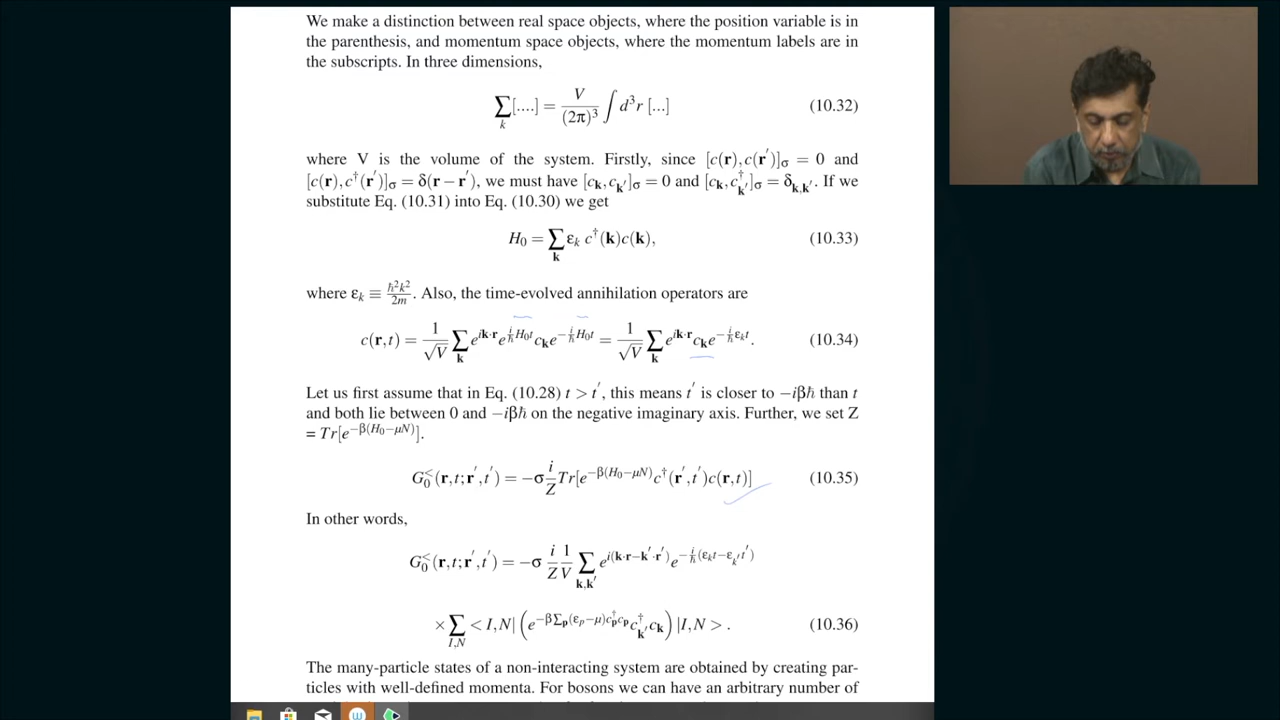 We make a distinction between real space objects, where the position variable is in
the parenthesis, and momentum space objects, where the momentum labels are in
the subscripts. In three dimensions,
∑_k [....] = V/(2π)³ ∫ d³r [...] (10.32)
where V is the volume of the system. Firstly, since [c(r), c(r′)]_σ = 0 and
[c(r), c†(r′)]_σ = δ(r − r′), we must have [c_k, c_k′]_σ = 0 and [c_k, c†_k′]_σ = δ_k,k′. If we
substitute Eq. (10.31) into Eq. (10.30) we get
H₀ = ∑_k ε_k c†(k)c(k), (10.33)
where ε_k ≡ ħ²k²/2m. Also, the time-evolved annihilation operators are
c(r,t) = 1/√V ∑_k e^{ik·r} e^{i/ħ H₀t} c_k e^{−i/ħ H₀t} = 1/√V ∑_k e^{ik·r} c_k e^{−i/ħ ε_k t}. (10.34)
Let us first assume that in Eq. (10.28) t > t′, this means t′ is closer to −iβħ than t
and both lie between 0 and −iβħ on the negative imaginary axis. Further, we set Z
= Tr[e^{−β(H₀−μN)}].
G₀^<(r,t;r′,t′) = −σ i/Z Tr[e^{−β(H₀−μN)} c†(r′,t′)c(r,t)] (10.35)
In other words,
G₀^<(r,t;r′,t′) = −σ i/Z 1/V ∑_{k,k′} e^{i(k·r−k′·r′)} e^{−i/ħ(ε_k t−ε_k′ t′)}
× ∑_{I,N} < I,N| ( e^{−β∑_p(ε_p−μ)c†_p c_p} c†_k′ c_k ) |I,N > . (10.36)
The many-particle states of a non-interacting system are obtained by creating par-
ticles with well-defined momenta. For bosons we can have an arbitrary number of